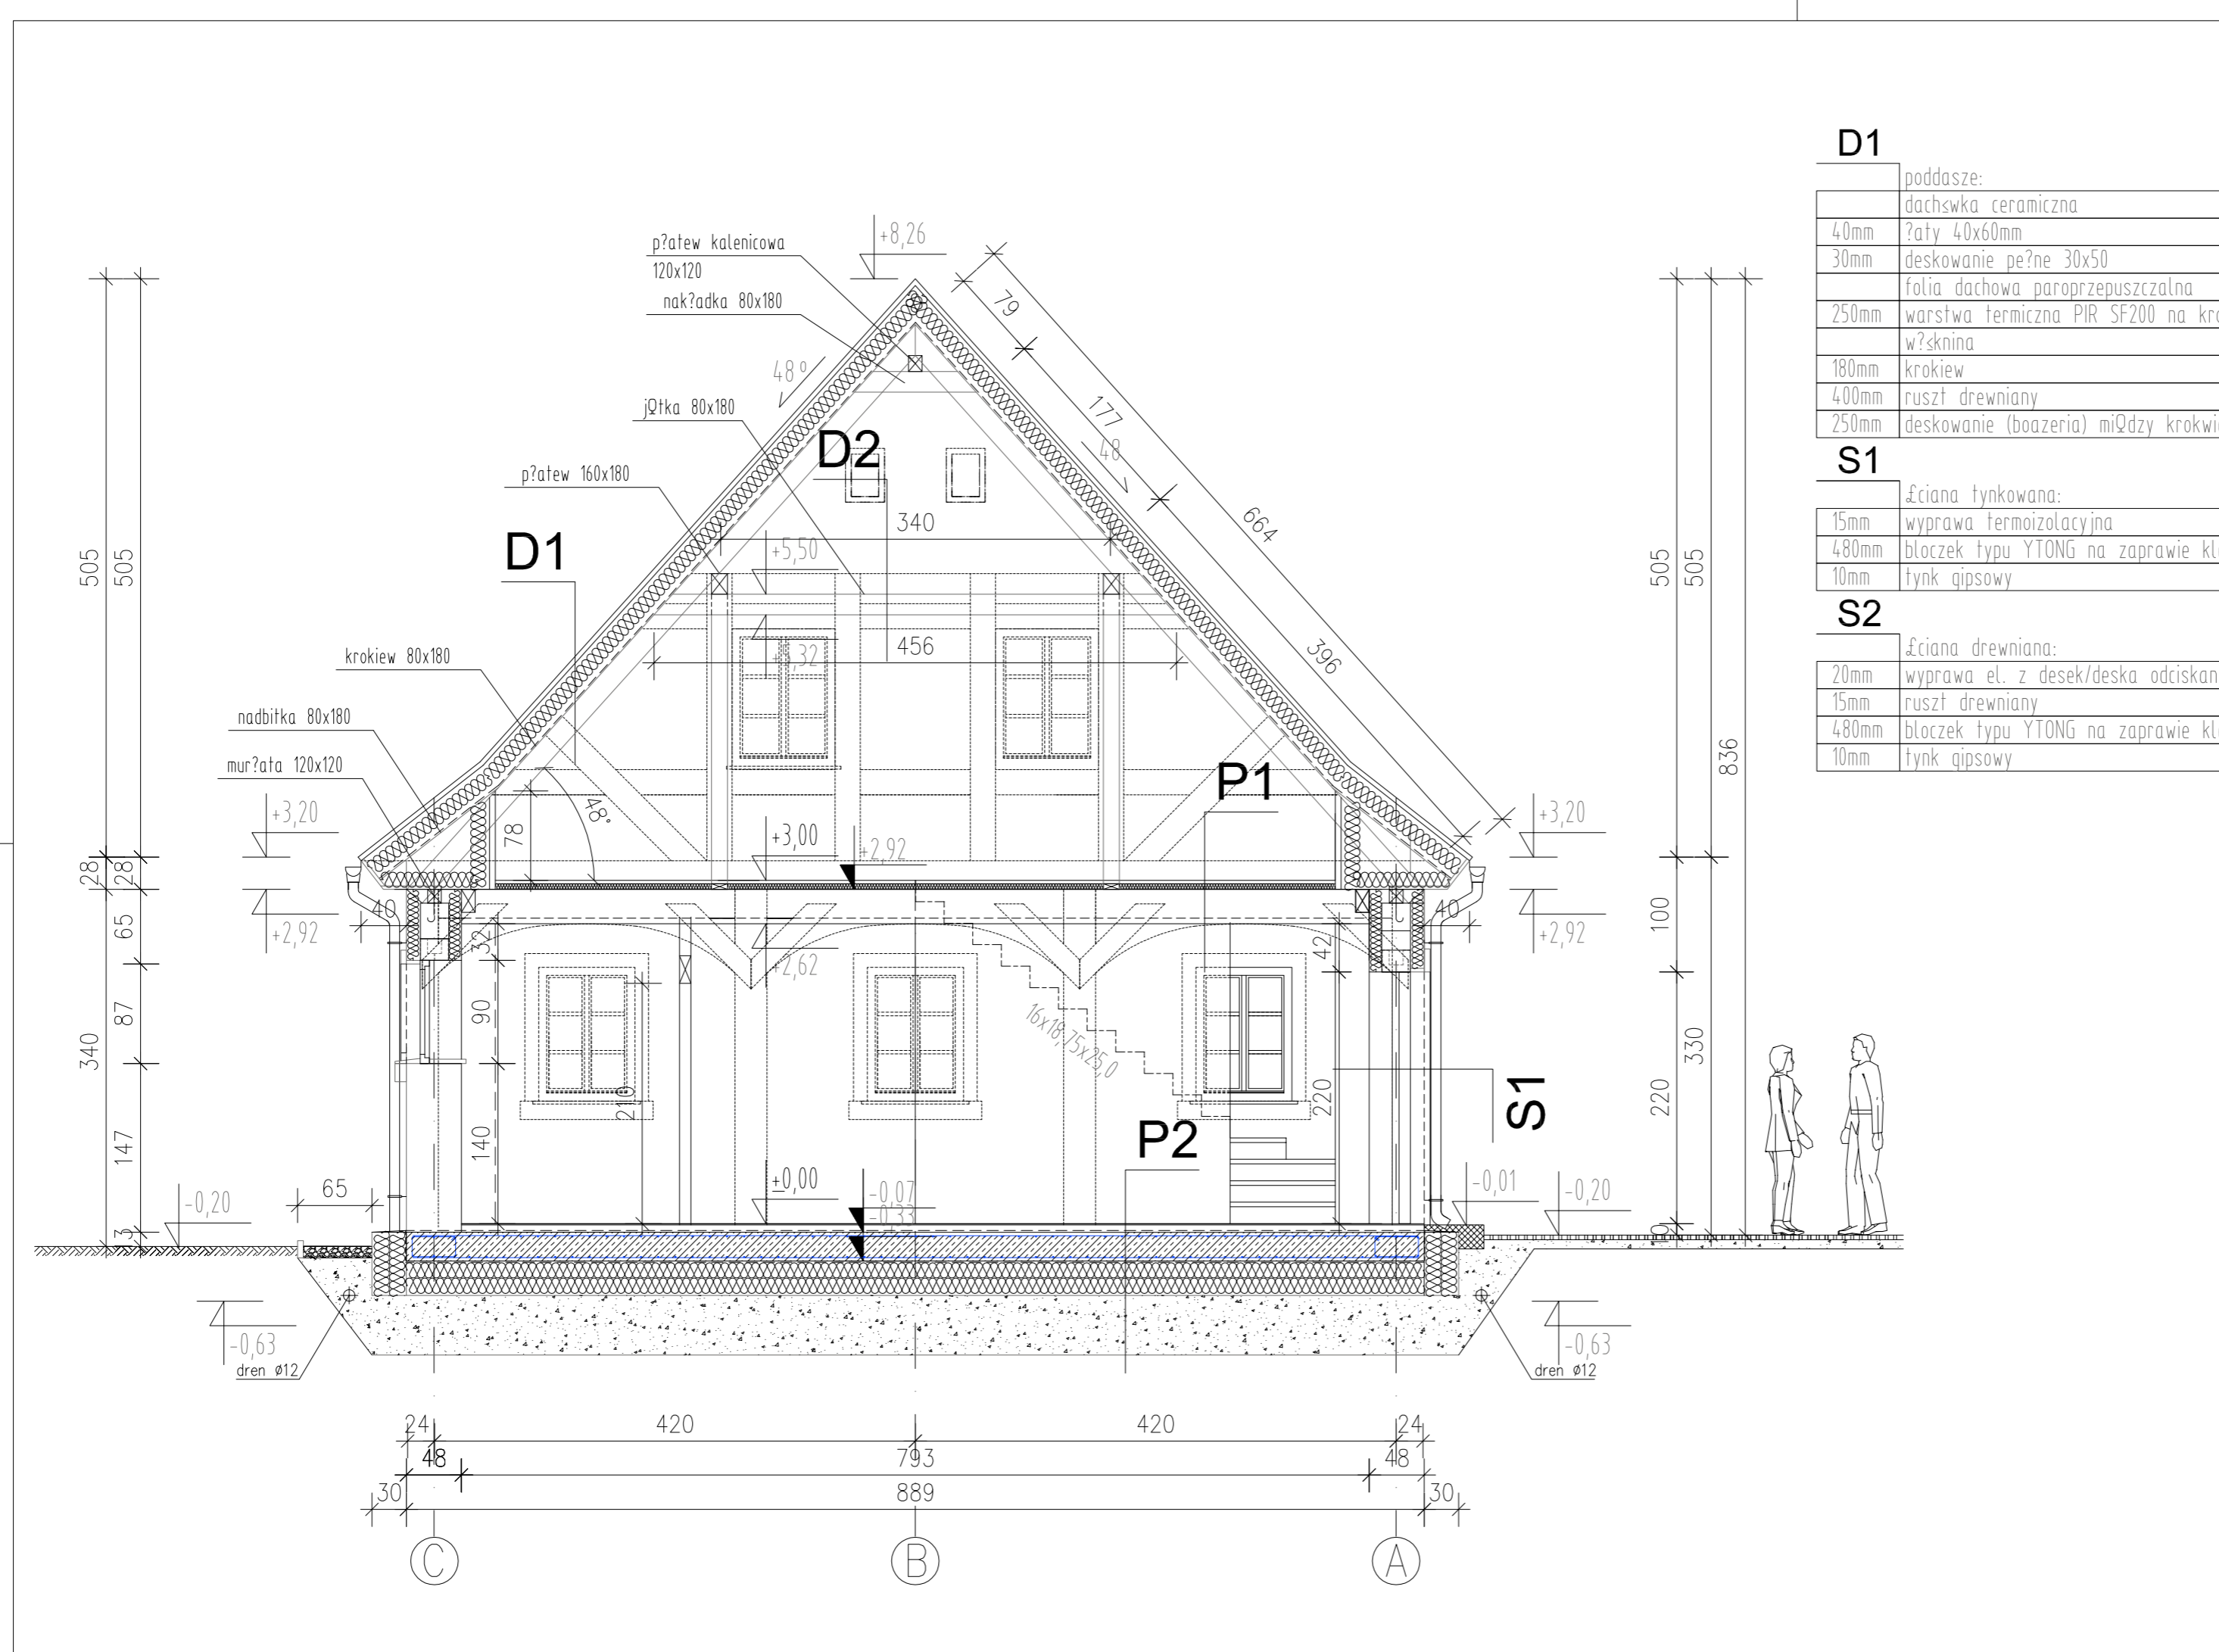 +8,26
p?atew kalenicowa
120x120
nak?adka 80x180
79
48°
177
jQtka 80x180
48
D2
664
p?atew 160x180
340
D1
+5,50
505
505
505
505
456
396
krokiew 80x180
nadbitka 80x180
mur?ata 120x120
836
P1
48°
78
+3,20
+3,00
+2,92
+3,20
28
28
40
40
+2,92
+2,92
65
32
42
100
+2,62
87
90
16x18,75x25,0
340
330
210
220
220
S1
147
140
P2
±0,00
-0,07
-0,33
-0,01
-0,20
-0,20
65
3
10
-0,63
dren ø12
-0,63
dren ø12
24 420 420 24
48 793 48
30 889 30
C B A
D1
poddasze:
dach≤wka ceramiczna
40mm ?aty 40x60mm
30mm deskowanie pe?ne 30x50
folia dachowa paroprzepuszczalna
250mm warstwa termiczna PIR SF200 na kro
w?≤knina
180mm krokiew
400mm ruszt drewniany
250mm deskowanie (boazeria) miQdzy krokwi
S1
£ciana tynkowana:
15mm wyprawa termoizolacyjna
480mm bloczek typu YTONG na zaprawie kl
10mm tynk gipsowy
S2
£ciana drewniana:
20mm wyprawa el. z desek/deska odciskan
15mm ruszt drewniany
480mm bloczek typu YTONG na zaprawie kl
10mm tynk gipsowy